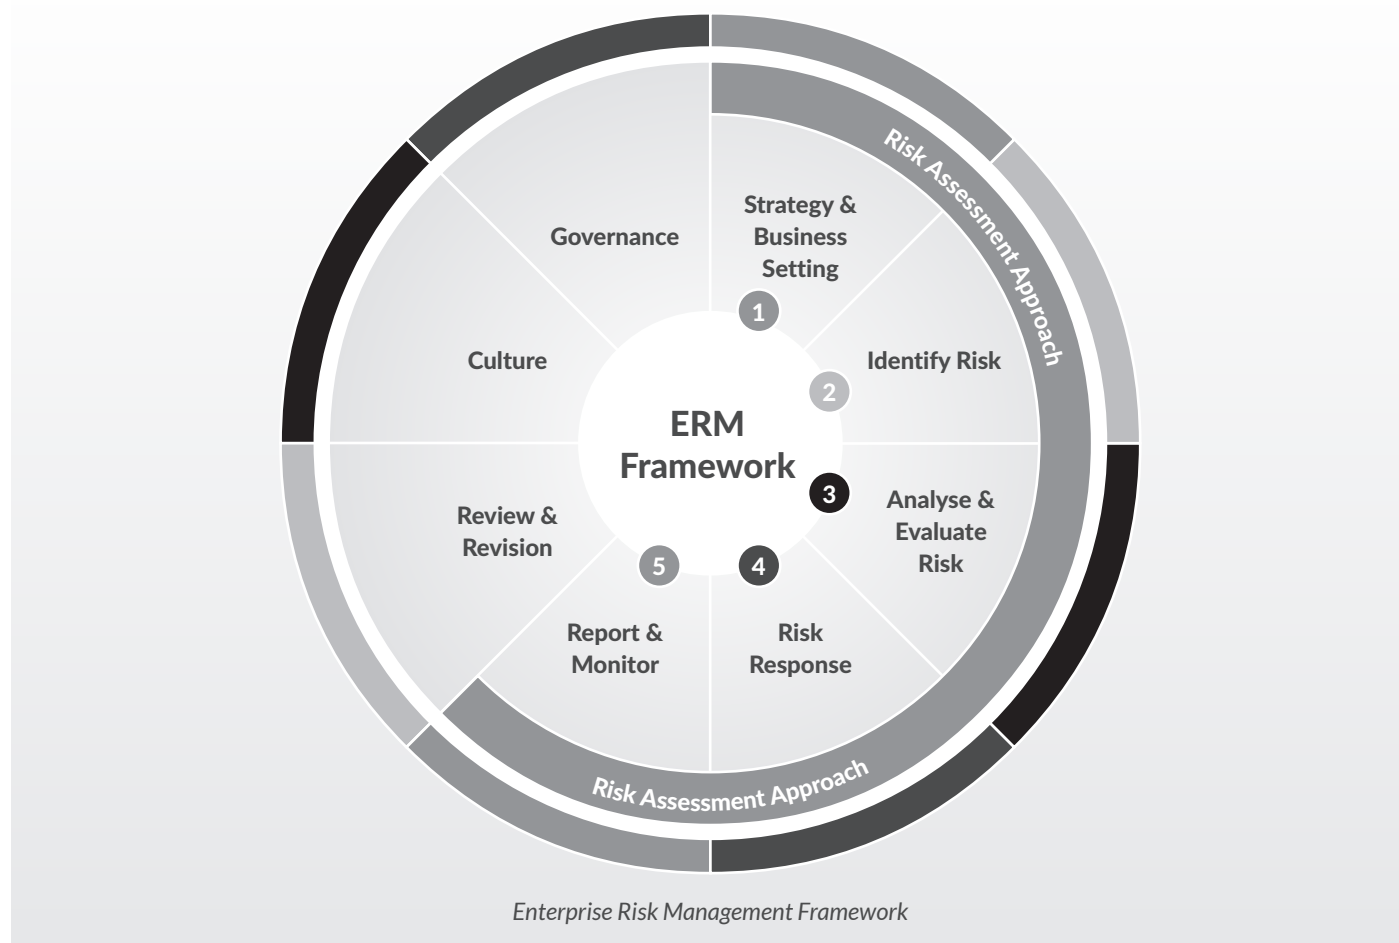 Risk Assessment Approach
Governance
Strategy &
Business
Setting
1
Culture
Identify Risk
2
ERM
Framework
3
Analyse &
Evaluate
Risk
Review &
Revision
5
4
Report &
Monitor
Risk
Response
Risk Assessment Approach
Enterprise Risk Management Framework